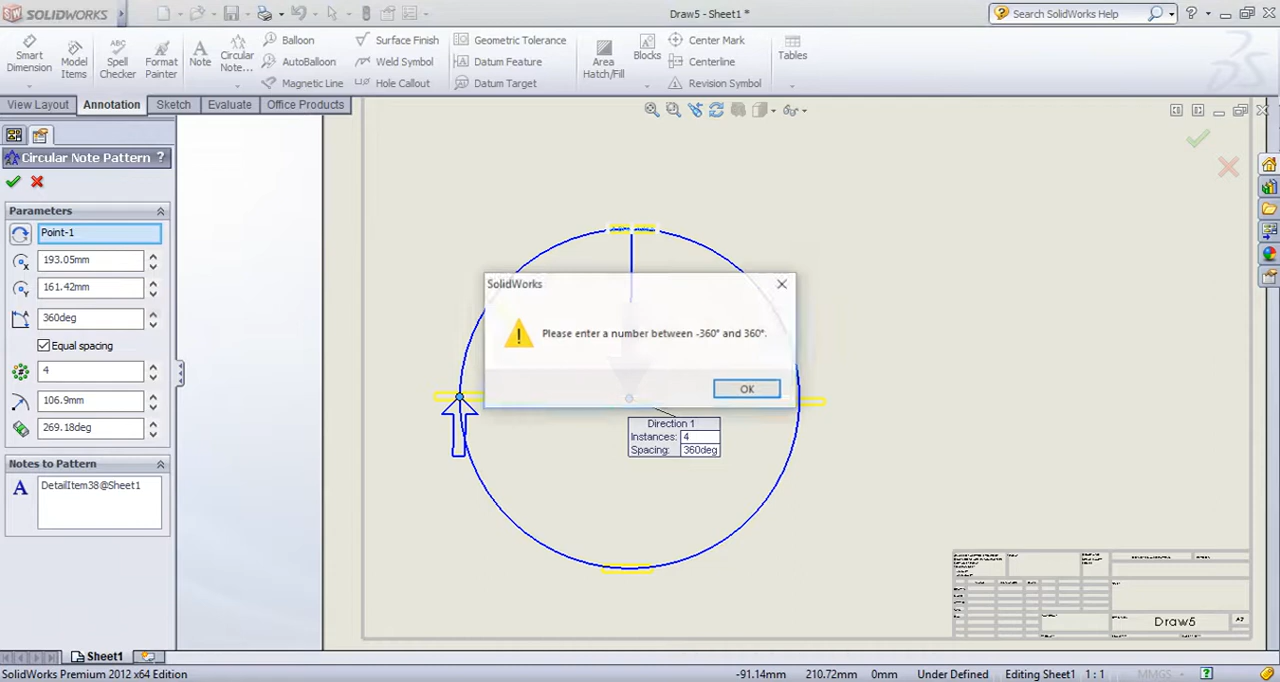 SOLIDWORKS
Draw5 - Sheet1 *
Search SolidWorks Help
Smart Dimension
Model Items
Spell Checker
Format Painter
Note
Circular Note...
Balloon
AutoBalloon
Magnetic Line
Surface Finish
Weld Symbol
Hole Callout
Geometric Tolerance
Datum Feature
Datum Target
Area Hatch/Fill
Blocks
Center Mark
Centerline
Revision Symbol
Tables
View Layout
Annotation
Sketch
Evaluate
Office Products
Circular Note Pattern ?
Parameters
Point-1
193.05mm
161.42mm
360deg
Equal spacing
4
106.9mm
269.18deg
Notes to Pattern
DetailItem38@Sheet1
SolidWorks
Please enter a number between -360° and 360°.
OK
Direction 1
Instances: 4
Spacing: 360deg
Draw5
A2
Sheet1
SolidWorks Premium 2012 x64 Edition
-91.14mm
210.72mm
0mm
Under Defined
Editing Sheet1
1 : 1
MMGS